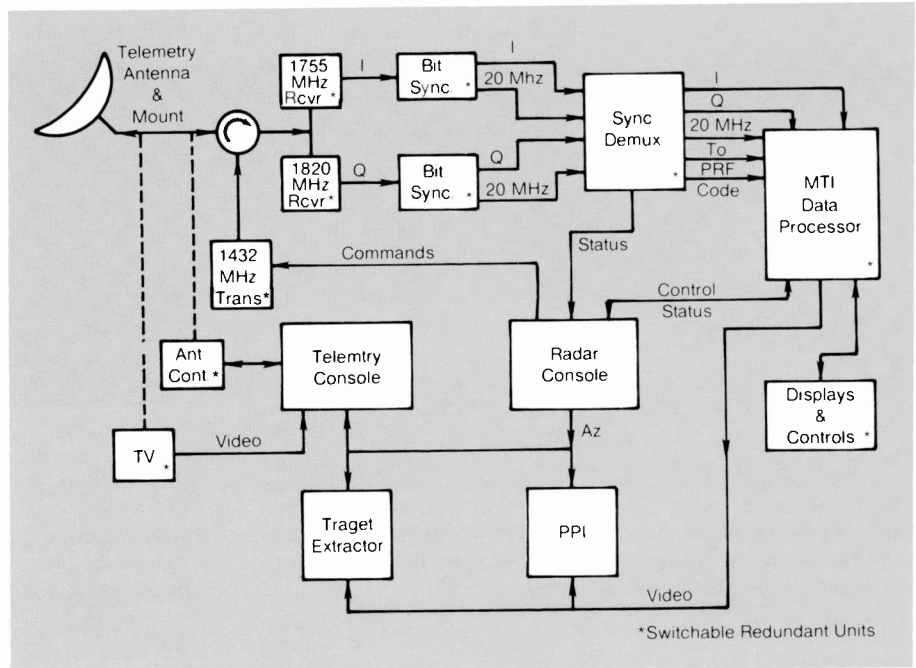 Telemetry
Antenna
&
Mount
1755
MHz
Rcvr *
I
Bit
Sync. *
I
20 Mhz
1820
MHz
Rcvr *
Q
Bit
Sync. *
Q
20 MHz
Sync
Demux
*
I
Q
20 MHz
To
PRF
Code
MTI
Data
Processor
*
1432
MHz
Trans*
Commands
Status
Control
Status
Ant
Cont. *
Telemtry
Console
Radar
Console
Displays
&
Controls *
TV
*
Video
Az
Traget
Extractor
PPI
Video
*Switchable Redundant Units